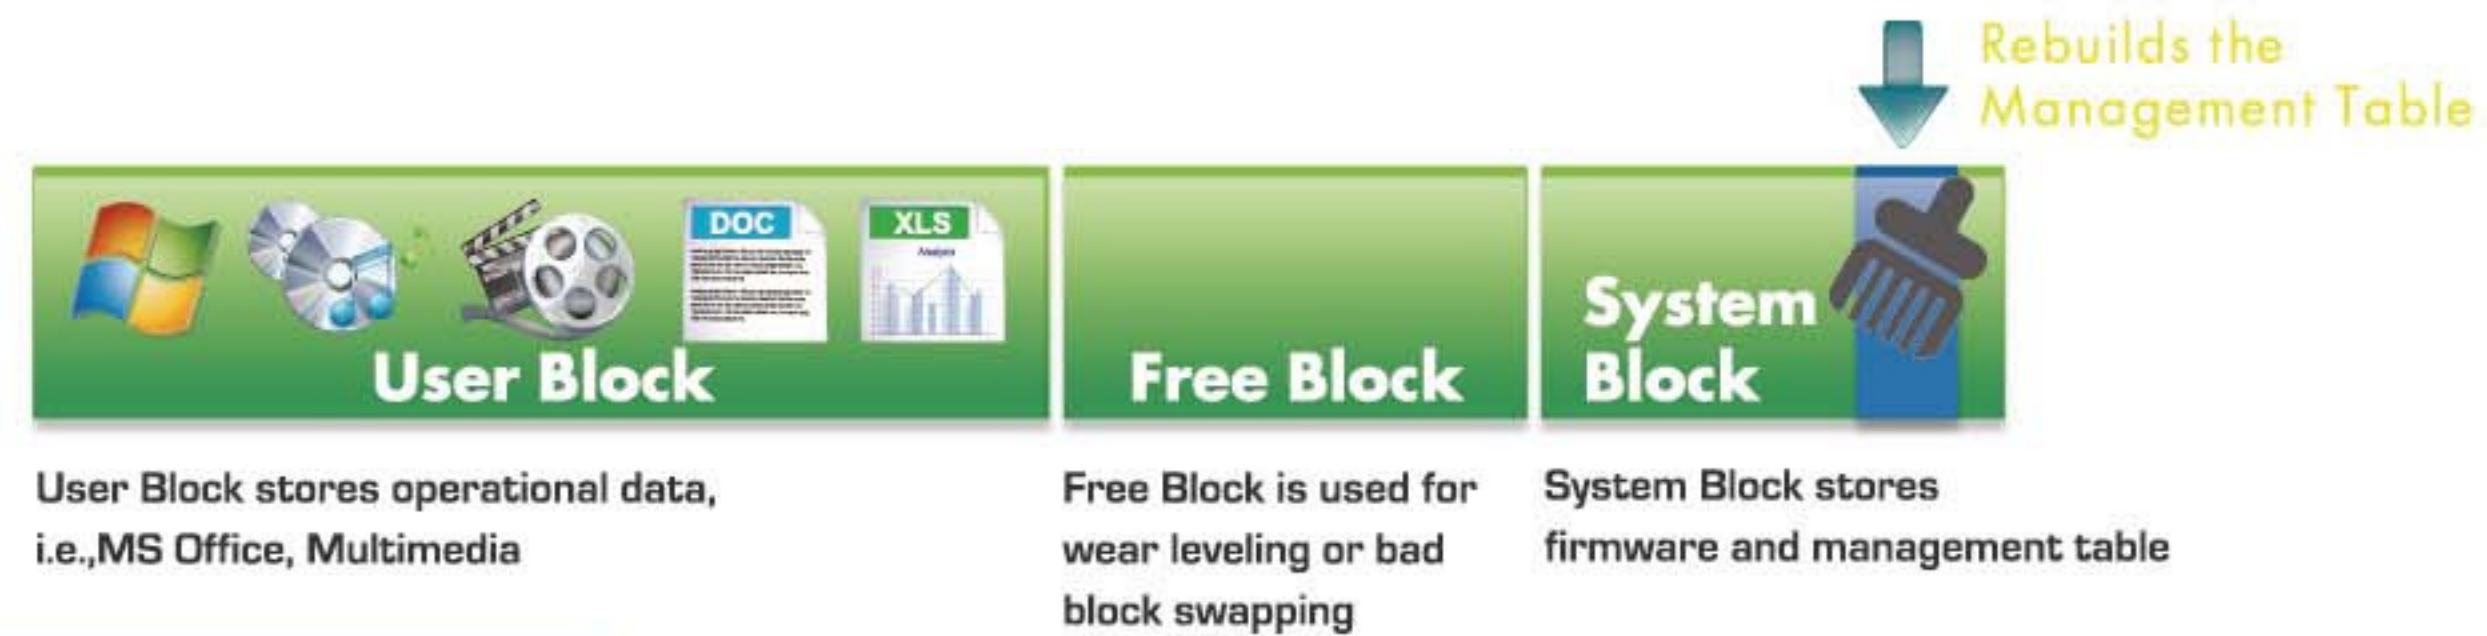 Rebuilds the
Management Table
DOC
XLS
Analysis
User Block
Free Block
System
Block
User Block stores operational data,
i.e.,MS Office, Multimedia
Free Block is used for
wear leveling or bad
block swapping
System Block stores
firmware and management table